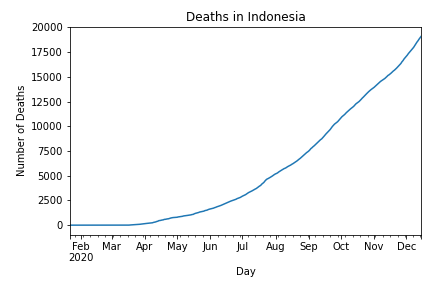 Deaths in Indonesia
20000
17500
15000
12500
10000
7500
5000
2500
0
Number of Deaths
Feb Mar Apr May Jun Jul Aug Sep Oct Nov Dec
2020
Day